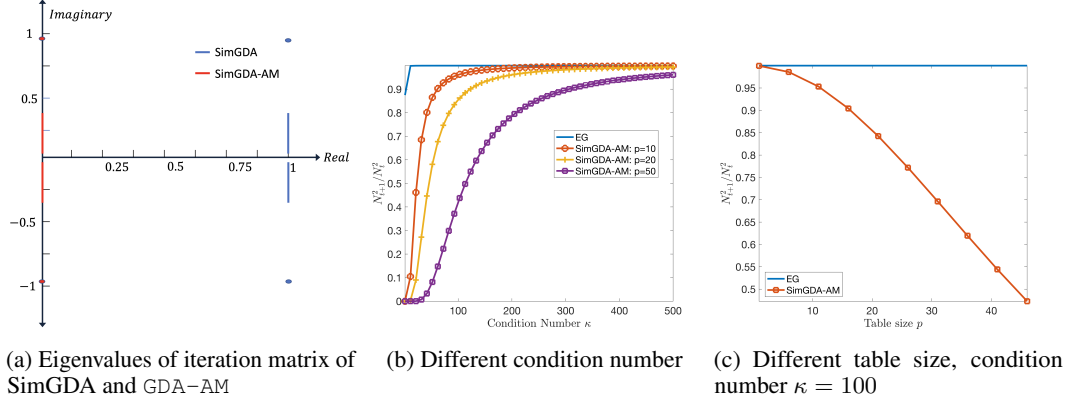 Imaginary
1
0.5
−0.5
−1
0.25
0.5
0.75
1
Real
SimGDA
SimGDA-AM
N²ₜ₊₁/N²ₜ
0.9
0.8
0.7
0.6
0.5
0.4
0.3
0.2
0.1
0
100
200
300
400
500
Condition Number κ
EG
SimGDA-AM: p=10
SimGDA-AM: p=20
SimGDA-AM: p=50
N²ₜ₊₁/N²ₜ
0.95
0.9
0.85
0.8
0.75
0.7
0.65
0.6
0.55
0.5
10
20
30
40
Table size p
EG
SimGDA-AM
(a) Eigenvalues of iteration matrix of
SimGDA and GDA-AM
(b) Different condition number
(c) Different table size, condition
number κ = 100